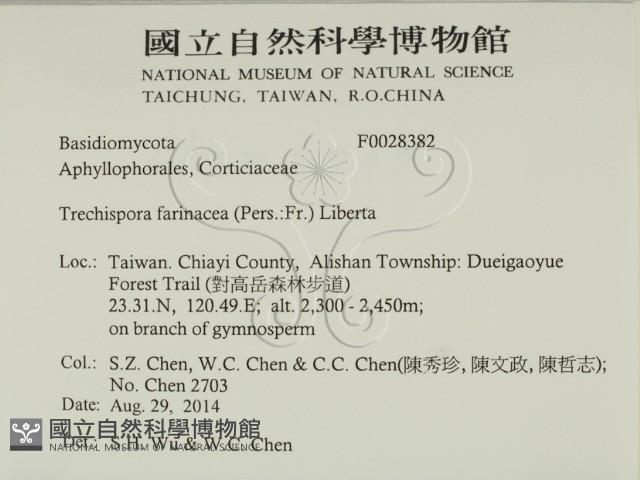 國立自然科學博物館
NATIONAL MUSEUM OF NATURAL SCIENCE
TAICHUNG, TAIWAN, R.O.CHINA
Basidiomycota F0028382
Aphyllophorales, Corticiaceae
Trechispora farinacea (Pers.:Fr.) Liberta
Loc.: Taiwan. Chiayi County, Alishan Township: Dueigaoyue
Forest Trail (對高岳森林步道)
23.31.N, 120.49.E; alt. 2,300 - 2,450m;
on branch of gymnosperm
Col.: S.Z. Chen, W.C. Chen & C.C. Chen(陳秀珍, 陳文政, 陳哲志);
No. Chen 2703
Date: Aug. 29, 2014
國立自然科學博物館
Det.: S.H. Wu & W.C. Chen
NATIONAL MUSEUM OF NATURAL SCIENCE